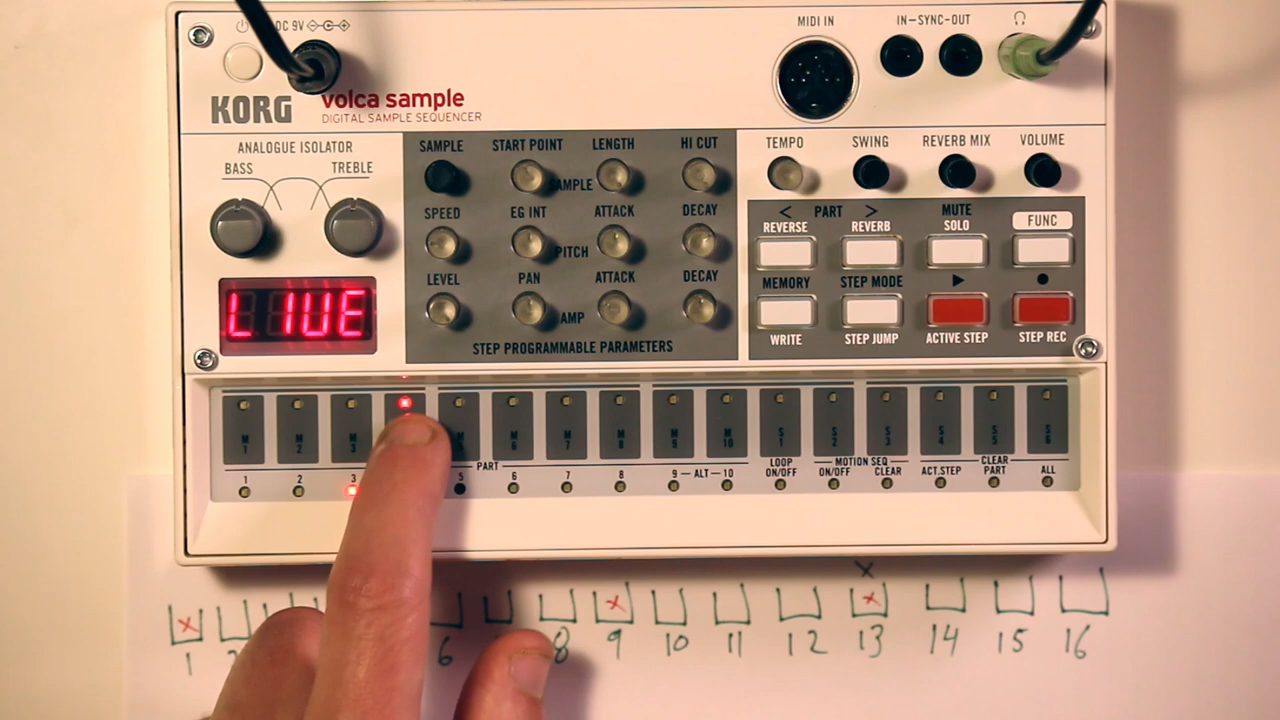 DC 9V
MIDI IN
IN–SYNC–OUT
KORG
volca sample
DIGITAL SAMPLE SEQUENCER
ANALOGUE ISOLATOR
BASS
TREBLE
SAMPLE
START POINT
LENGTH
HI CUT
SAMPLE
SPEED
EG INT
ATTACK
DECAY
PITCH
LEVEL
PAN
ATTACK
DECAY
AMP
STEP PROGRAMMABLE PARAMETERS
TEMPO
SWING
REVERB MIX
VOLUME
< PART >
MUTE
REVERSE
REVERB
SOLO
FUNC
MEMORY
STEP MODE
WRITE
STEP JUMP
ACTIVE STEP
STEP REC
LIVE
M 1
M 2
M 3
M 6
M 7
M 8
M 9
M 10
S 1
S 2
S 3
S 4
S 5
S 6
PART
1
2
3
5
6
7
8
9 – ALT – 10
LOOP ON/OFF
MOTION SEQ
ON/OFF
CLEAR
ACT.STEP
CLEAR
PART
ALL
X
X X X
1 6 8 9 10 11 12 13 14 15 16